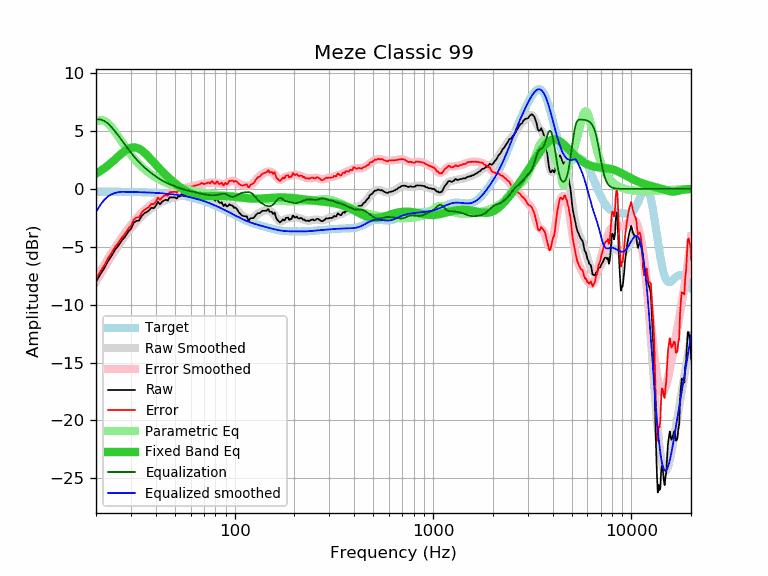 Meze Classic 99
10
5
0
−5
−10
−15
−20
−25
Amplitude (dBr)
Target
Raw Smoothed
Error Smoothed
Raw
Error
Parametric Eq
Fixed Band Eq
Equalization
Equalized smoothed
100 1000 10000
Frequency (Hz)